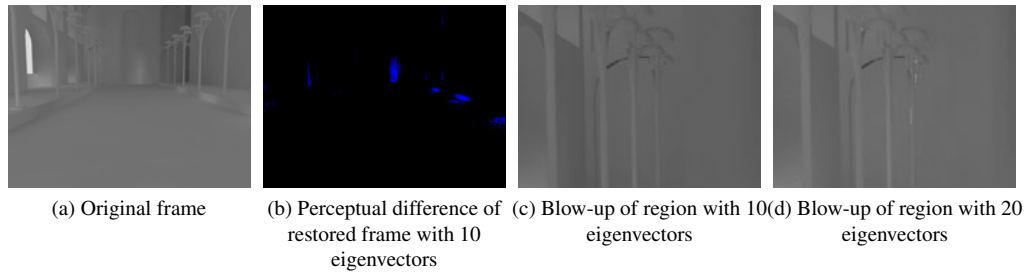 (a) Original frame
(b) Perceptual difference of
restored frame with 10
eigenvectors
(c) Blow-up of region with 10
eigenvectors
(d) Blow-up of region with 20
eigenvectors